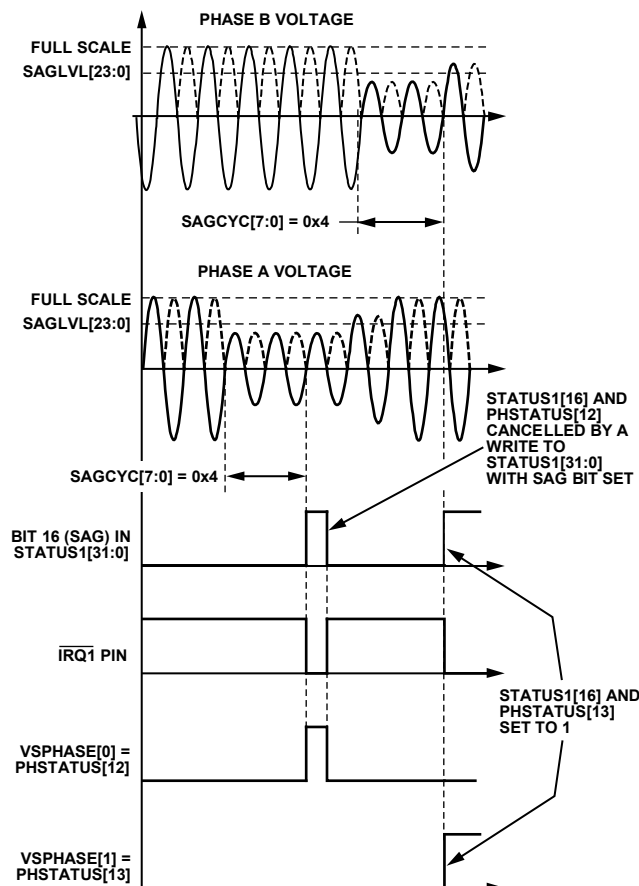 PHASE B VOLTAGE
FULL SCALE
SAGLVL[23:0]
SAGCYC[7:0] = 0x4
PHASE A VOLTAGE
FULL SCALE
SAGLVL[23:0]
STATUS1[16] AND
PHSTATUS[12]
CANCELLED BY A
WRITE TO
STATUS1[31:0]
WITH SAG BIT SET
SAGCYC[7:0] = 0x4
BIT 16 (SAG) IN
STATUS1[31:0]
IRQ1 PIN
STATUS1[16] AND
PHSTATUS[13]
SET TO 1
VSPHASE[0] =
PHSTATUS[12]
VSPHASE[1] =
PHSTATUS[13]